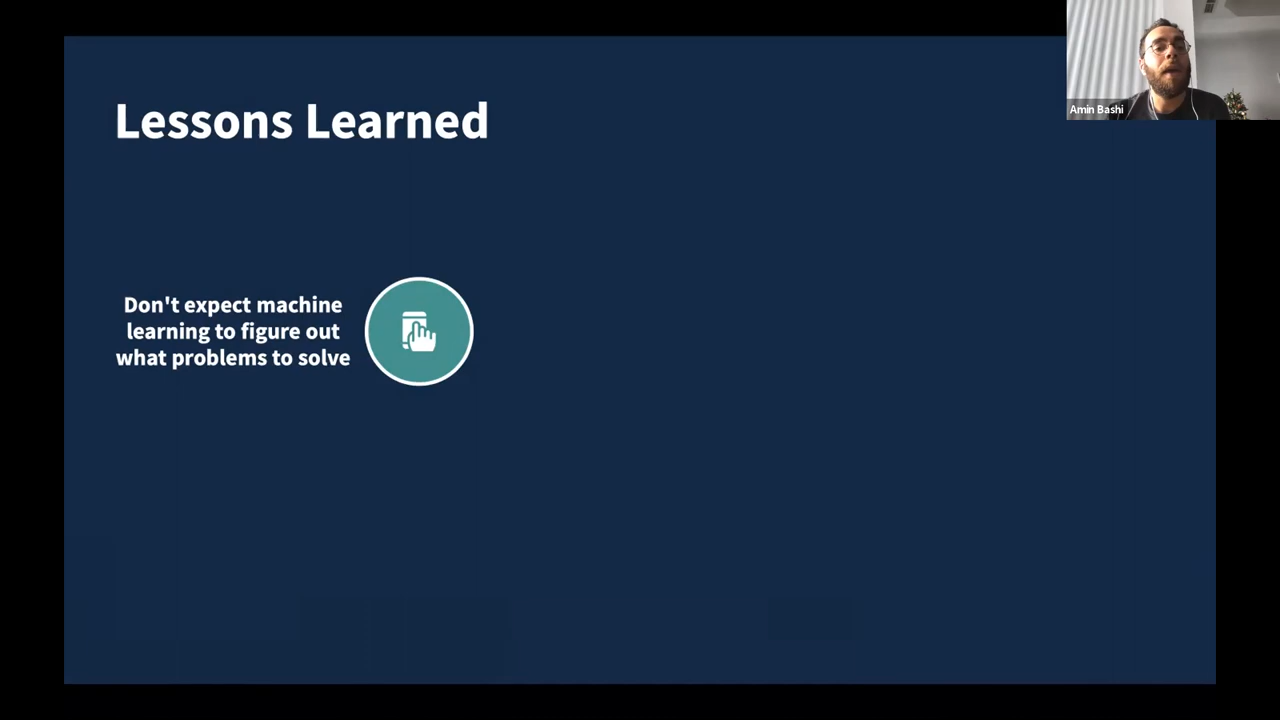 Lessons Learned
Don't expect machine
learning to figure out
what problems to solve
Amin Bashi